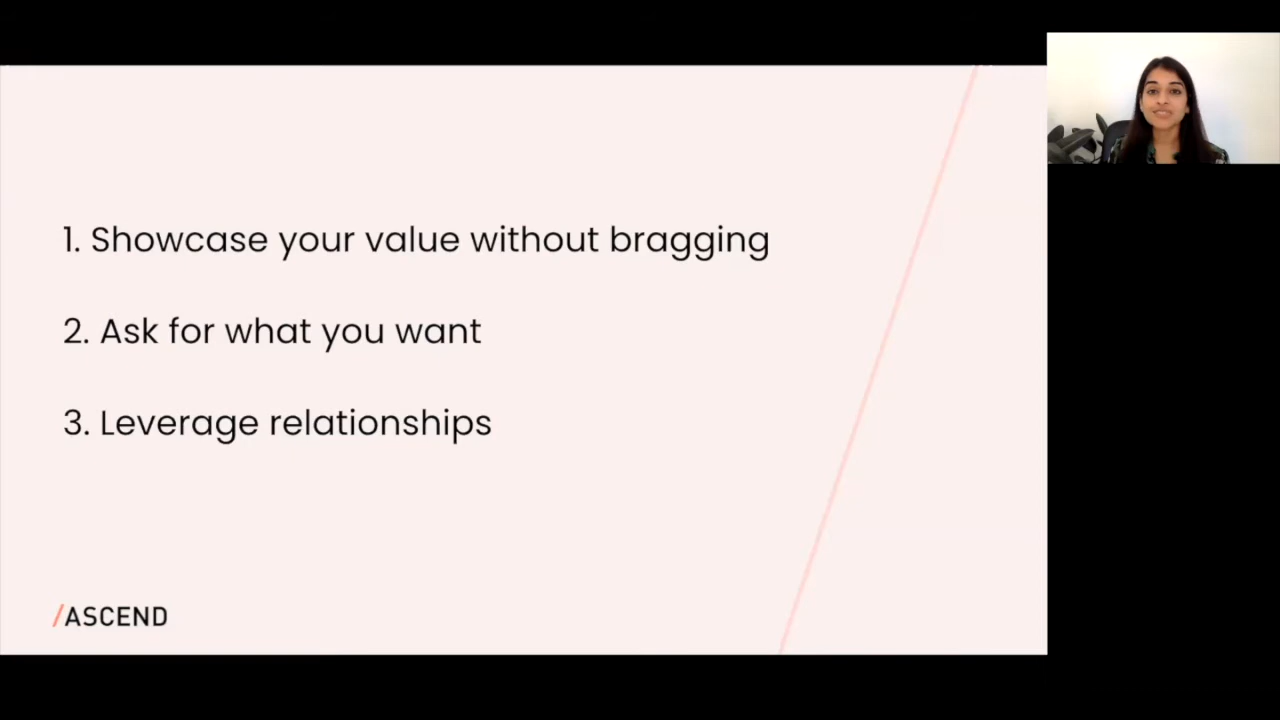 1. Showcase your value without bragging
2. Ask for what you want
3. Leverage relationships
/ASCEND